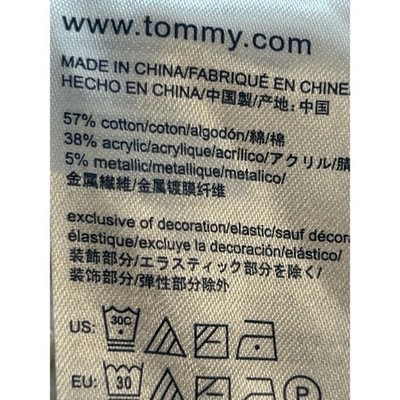 www.tommy.com
MADE IN CHINA/FABRIQUÉ EN CHINE/
HECHO EN CHINA/中国製/产地: 中国
57% cotton/coton/algodón/綿/棉
38% acrylic/acrylique/acrílico/アクリル/腈
5% metallic/metallique/metalico/
金属繊維/金属镀膜纤维
exclusive of decoration/elastic/sauf décora
élastique/excluye la decoración/elástico/
装飾部分/エラスティック部分を除く/
装饰部分/弹性部分除外
US: 30C
EU: 30 P